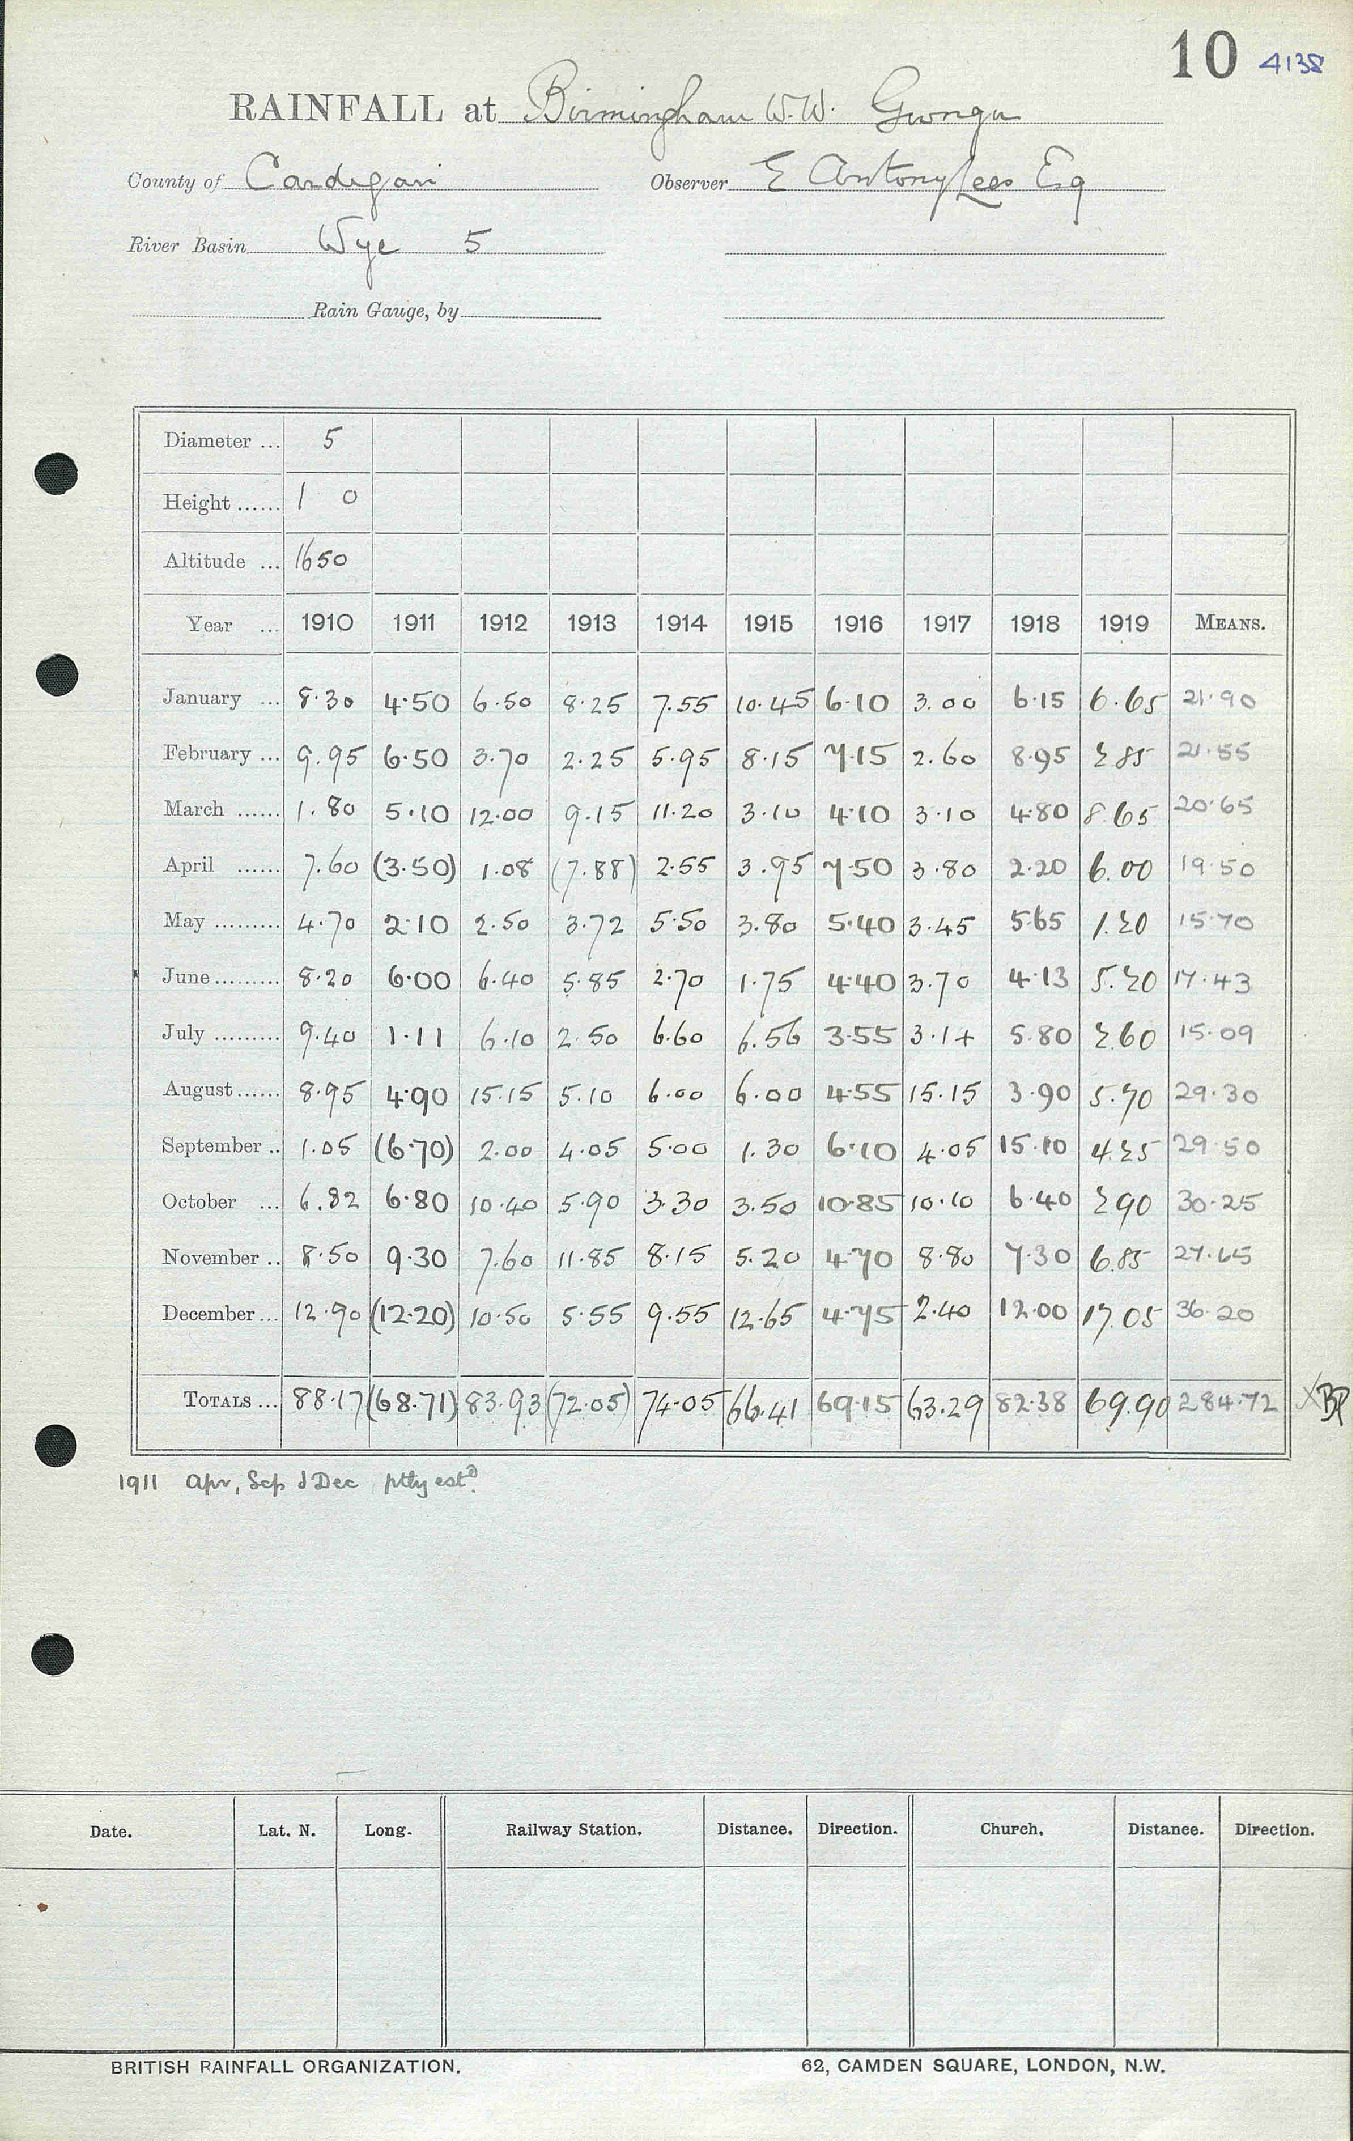 10 4138
RAINFALL at Birmingham W.W. Gwngu
County of Cardigan Observer E Antony Lees Esq
River Basin Wye 5
Rain Gauge, by
Diameter ... 5
Height ...... 1 0
Altitude ... 1650
Year ... 1910 1911 1912 1913 1914 1915 1916 1917 1918 1919 MEANS.
January ... 8.30 4.50 6.50 8.25 7.55 10.45 6.10 3.00 6.15 6.65 21.90
February ... 9.95 6.50 3.70 2.25 5.95 8.15 7.15 2.60 8.95 2.85 21.55
March ...... 1.80 5.10 12.00 9.15 11.20 3.10 4.10 3.10 4.80 8.65 20.65
April ...... 7.60 (3.50) 1.08 (7.88) 2.55 3.95 7.50 3.80 2.20 6.00 19.50
May ......... 4.70 2.10 2.50 3.72 5.50 3.80 5.40 3.45 5.65 1.20 15.70
June ......... 8.20 6.00 6.40 5.85 2.70 1.75 4.40 3.70 4.13 5.20 17.43
July ......... 9.40 1.11 6.10 2.50 6.60 6.56 3.55 3.14 5.80 2.60 15.09
August ...... 8.95 4.90 15.15 5.10 6.00 6.00 4.55 15.15 3.90 5.70 29.30
September .. 1.05 (6.70) 2.00 4.05 5.00 1.30 6.10 4.05 15.10 4.25 29.50
October ... 6.82 6.80 10.40 5.90 3.30 3.50 10.85 10.10 6.40 2.90 30.25
November .. 8.50 9.30 7.60 11.85 8.15 5.20 4.70 8.80 7.30 6.85 27.65
December ... 12.90 (12.20) 10.50 5.55 9.55 12.65 4.75 2.40 12.00 17.05 36.20
TOTALS ... 88.17 (68.71) 83.93 (72.05) 74.05 66.41 69.15 63.29 82.38 69.90 284.72 X BP
1911 Apr, Sep & Dec ptly estd.
Date. Lat. N. Long. Railway Station. Distance. Direction. Church. Distance. Direction.
BRITISH RAINFALL ORGANIZATION. 62, CAMDEN SQUARE, LONDON, N.W.